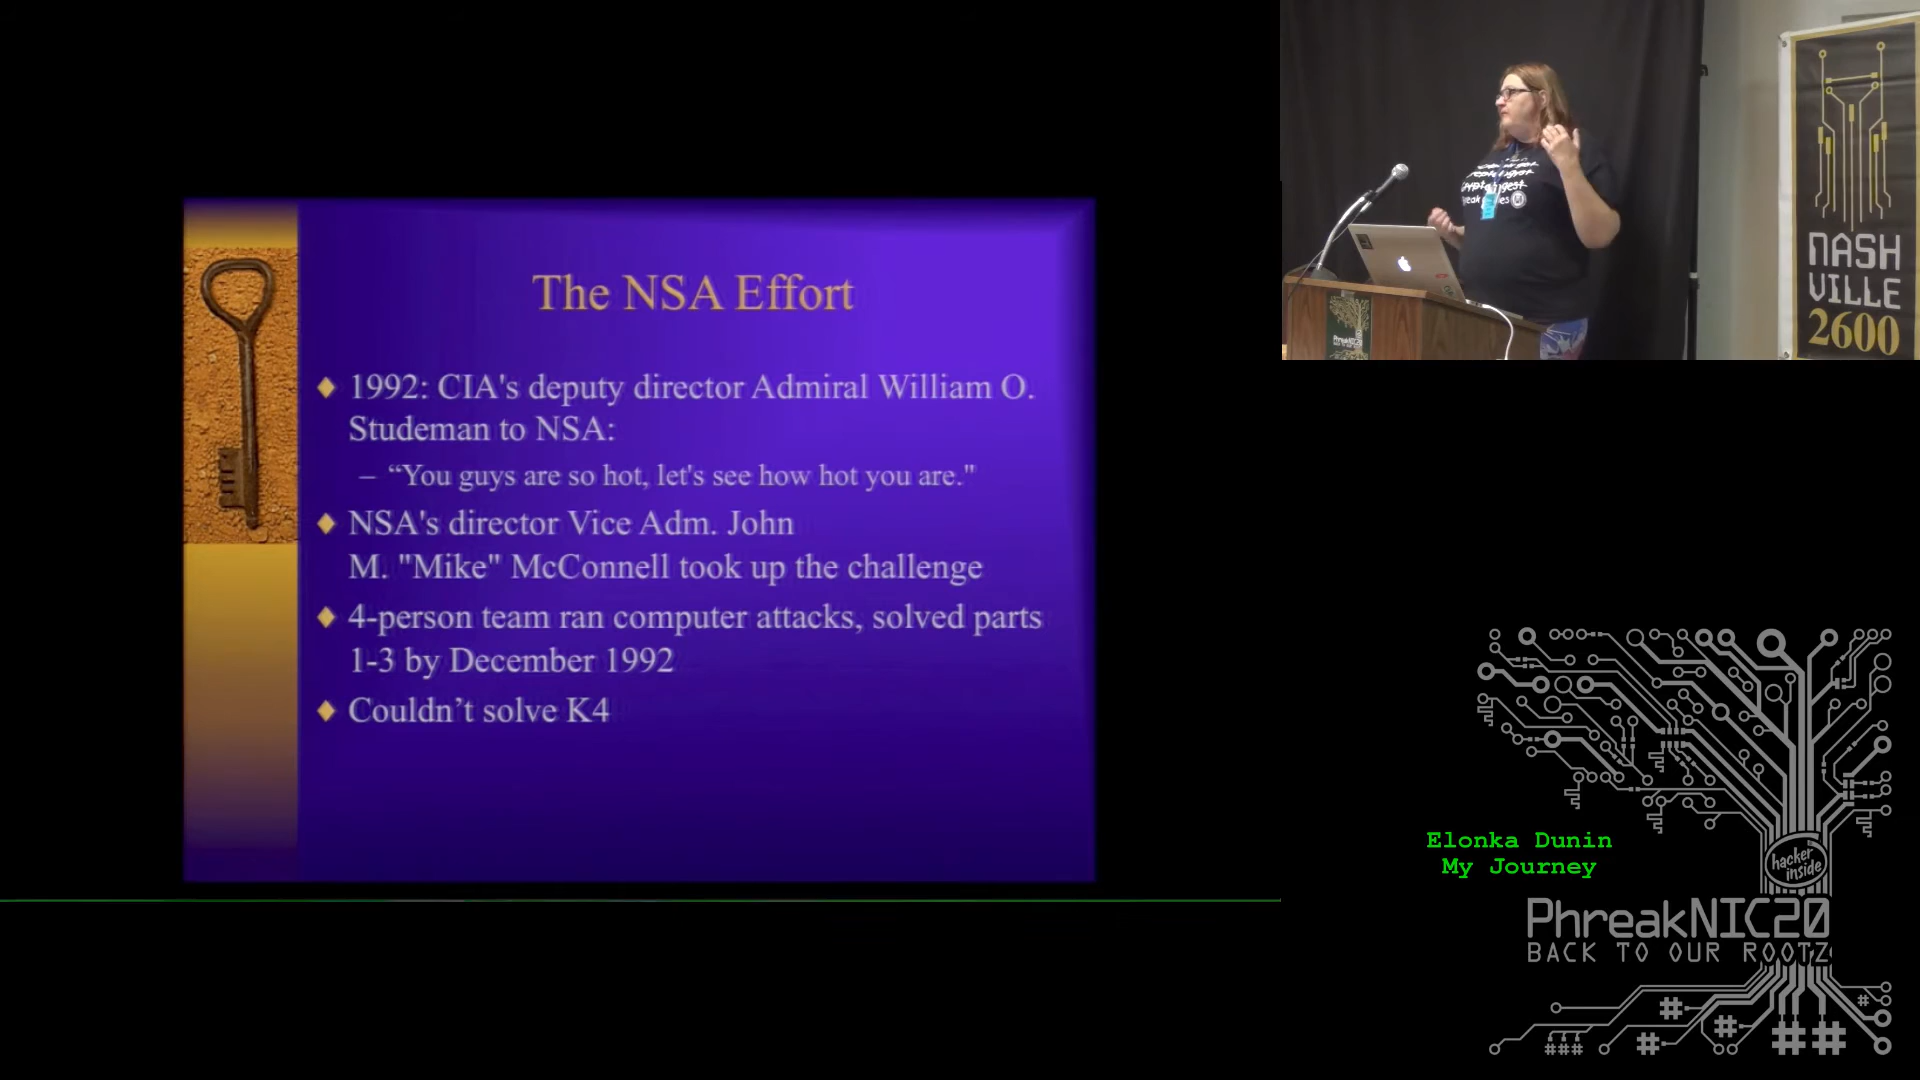 The NSA Effort
1992: CIA's deputy director Admiral William O.
Studeman to NSA:
– “You guys are so hot, let's see how hot you are."
NSA's director Vice Adm. John
M. "Mike" McConnell took up the challenge
4-person team ran computer attacks, solved parts
1-3 by December 1992
Couldn’t solve K4
NASH
VILLE
2600
PhreakNIC20
Elonka Dunin
My Journey
hacker
inside
PhreakNIC20
BACK TO OUR ROOTZ